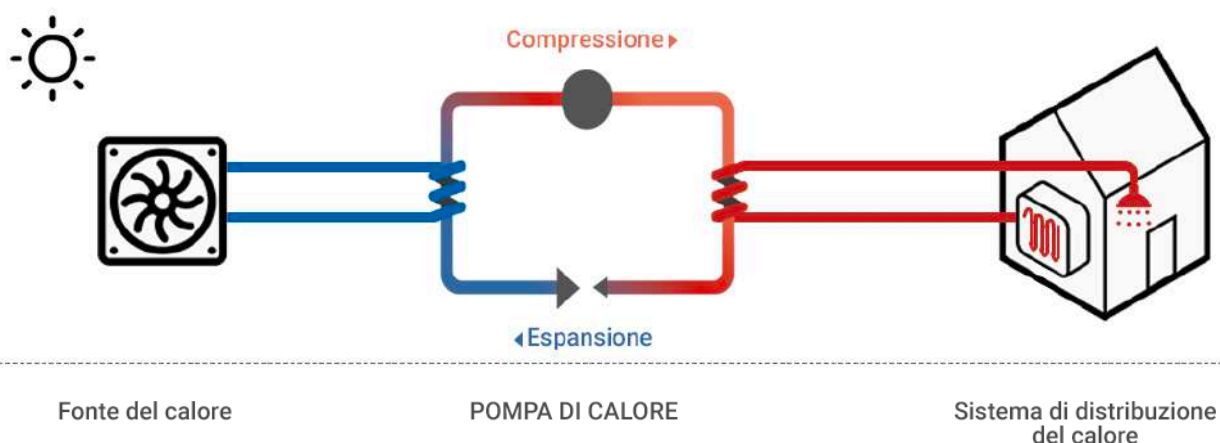 Compressione
Espansione
Fonte del calore
POMPA DI CALORE
Sistema di distribuzione
del calore